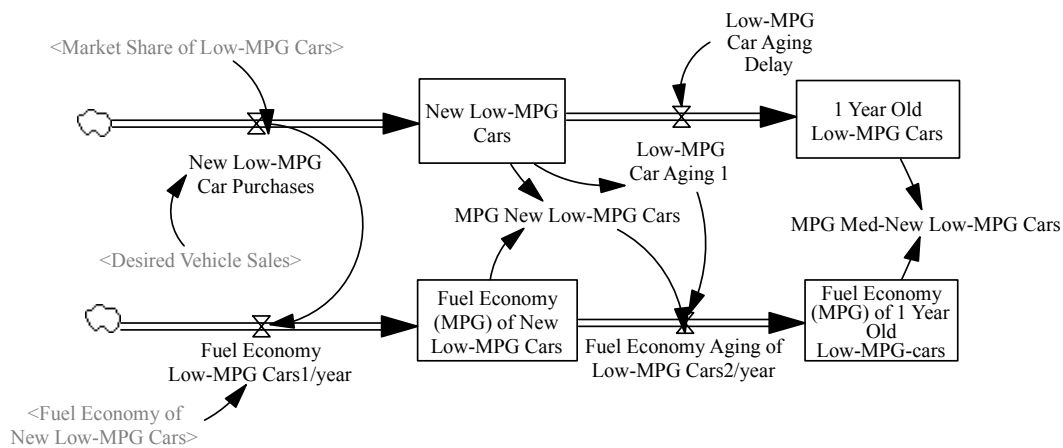 <Market Share of Low-MPG Cars>
Low-MPG
Car Aging
Delay
New Low-MPG
Cars
1 Year Old
Low-MPG Cars
New Low-MPG
Car Purchases
Low-MPG
Car Aging 1
MPG New Low-MPG Cars
MPG Med-New Low-MPG Cars
<Desired Vehicle Sales>
Fuel Economy
(MPG) of New
Low-MPG Cars
Fuel Economy
(MPG) of 1 Year
Old
Low-MPG-cars
Fuel Economy
Low-MPG Cars1/year
Fuel Economy Aging of
Low-MPG Cars2/year
<Fuel Economy of
New Low-MPG Cars>